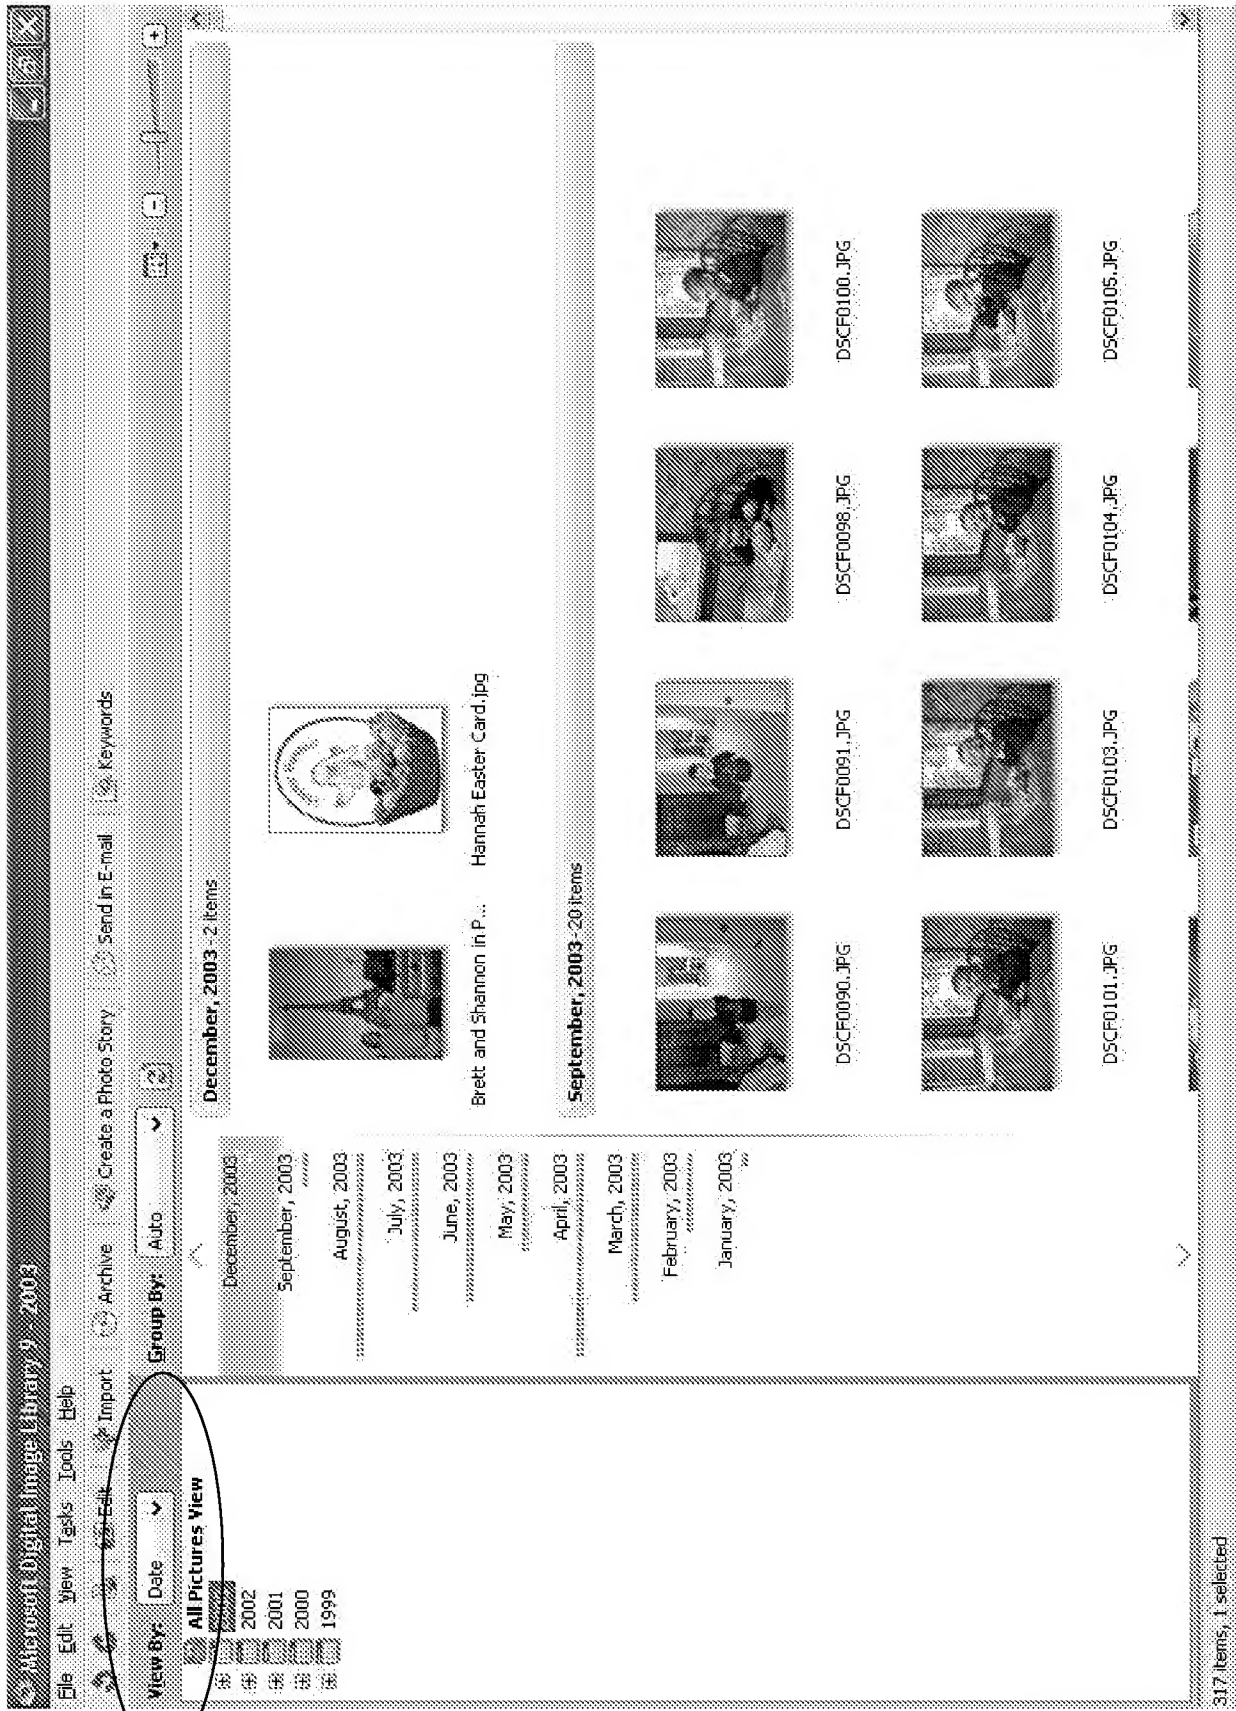 Microsoft Digital Image Library 9 - 2003
File Edit View Tasks Tools Help
Edit Import Archive Create a Photo Story Send in E-mail Keywords
View By: Date Group By: Auto
All Pictures View
2002
2001
2000
1999
December, 2003
September, 2003
August, 2003
July, 2003
June, 2003
May, 2003
April, 2003
March, 2003
February, 2003
January, 2003
December, 2003 - 2 items
Brett and Shannon in P... Hannah Easter Card.jpg
September, 2003 - 20 items
DSCF0090.JPG DSCF0091.JPG DSCF0098.JPG DSCF0100.JPG
DSCF0101.JPG DSCF0103.JPG DSCF0104.JPG DSCF0105.JPG
317 items, 1 selected